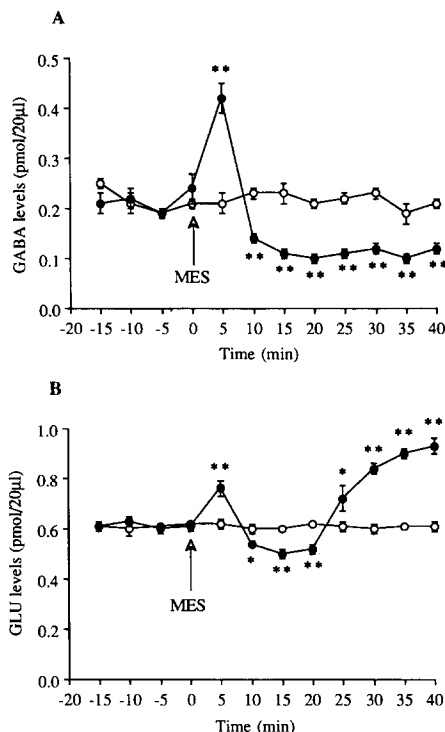 A
GABA levels (pmol/20µl)
0.5
0.4
0.3
0.2
0.1
0.0
**
** ** ** ** ** ** **
MES
-20 -15 -10 -5 0 5 10 15 20 25 30 35 40
Time (min)
B
GLU levels (pmol/20µl)
1.0
0.8
0.6
0.4
0.2
0.0
** * ** ** * ** ** **
MES
-20 -15 -10 -5 0 5 10 15 20 25 30 35 40
Time (min)